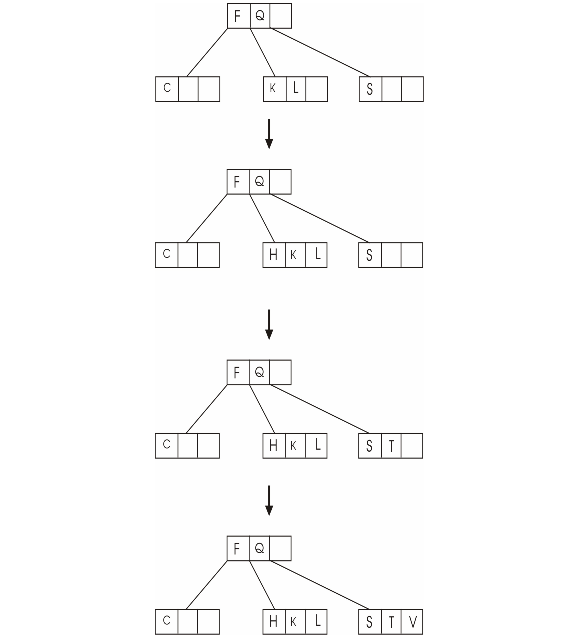 F Q
C K L S
F Q
C H K L S
F Q
C H K L S T
F Q
C H K L S T V